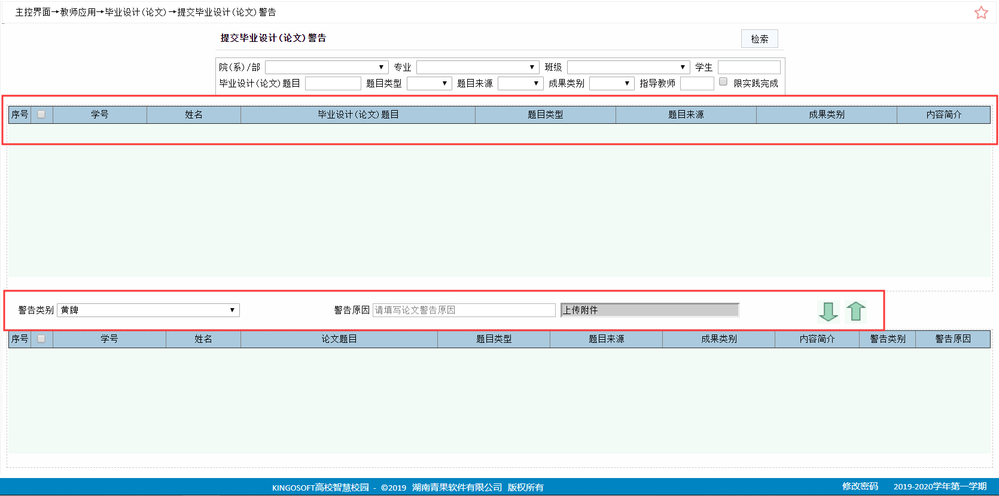 主控界面→教师应用→毕业设计(论文)→提交毕业设计(论文)警告
提交毕业设计(论文)警告 检索
院(系)/部 专业 班级 学生
毕业设计(论文)题目 题目类型 题目来源 成果类别 指导教师 限实践完成
序号 学号 姓名 毕业设计(论文)题目 题目类型 题目来源 成果类别 内容简介
警告类别 黄牌 警告原因 请填写论文警告原因 上传附件
序号 学号 姓名 论文题目 题目类型 题目来源 成果类别 内容简介 警告类别 警告原因
KINGOSOFT高校智慧校园 - ©2019 湖南青果软件有限公司 版权所有 修改密码 2019-2020学年第一学期